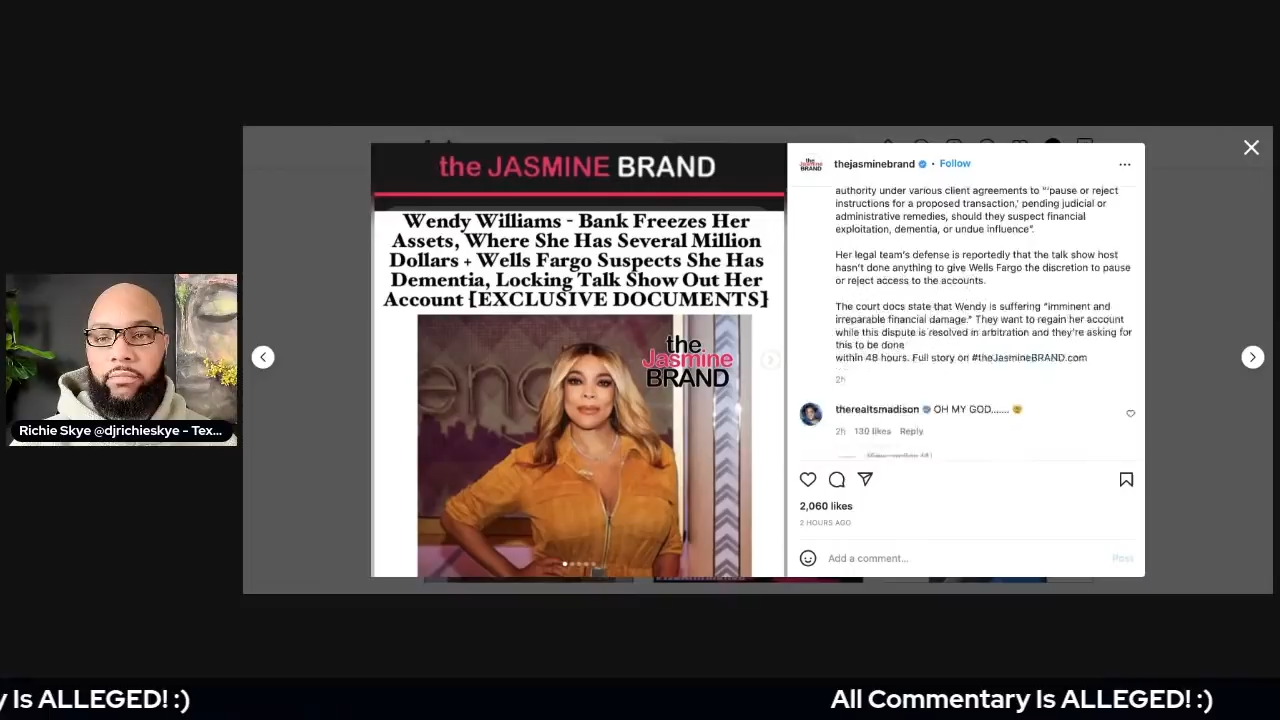 the JASMINE BRAND
Wendy Williams - Bank Freezes Her
Assets, Where She Has Several Million
Dollars + Wells Fargo Suspects She Has
Dementia, Locking Talk Show Out Her
Account [EXCLUSIVE DOCUMENTS]
the
Jasmine
BRAND
the
Jasmine
BRAND
thejasminebrand • Follow
authority under various client agreements to "'pause or reject
instructions for a proposed transaction,' pending judicial or
administrative remedies, should they suspect financial
exploitation, dementia, or undue influence".
Her legal team's defense is reportedly that the talk show host
hasn't done anything to give Wells Fargo the discretion to pause
or reject access to the accounts.
The court docs state that Wendy is suffering "imminent and
irreparable financial damage." They want to regain her account
while this dispute is resolved in arbitration and they're asking for
this to be done
within 48 hours. Full story on #theJasmineBRAND.com
2h
therealtsmadison OH MY GOD.......
2h 130 likes Reply
2,060 likes
2 HOURS AGO
Add a comment...
Post
Richie Skye @djrichieskye - Tex...
y Is ALLEGED! :)
All Commentary Is ALLEGED! :)